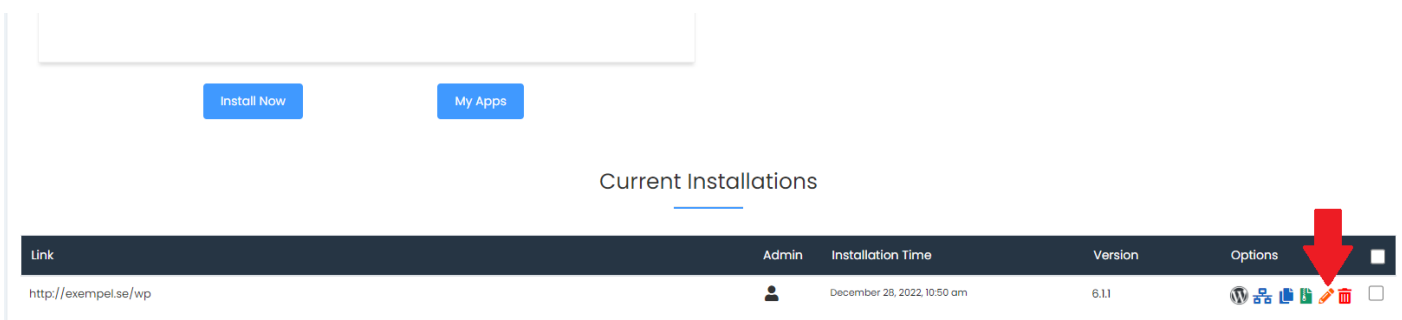 Install Now
My Apps
Current Installations
Link Admin Installation Time Version Options
http://exempel.se/wp December 28, 2022, 10:50 am 6.1.1